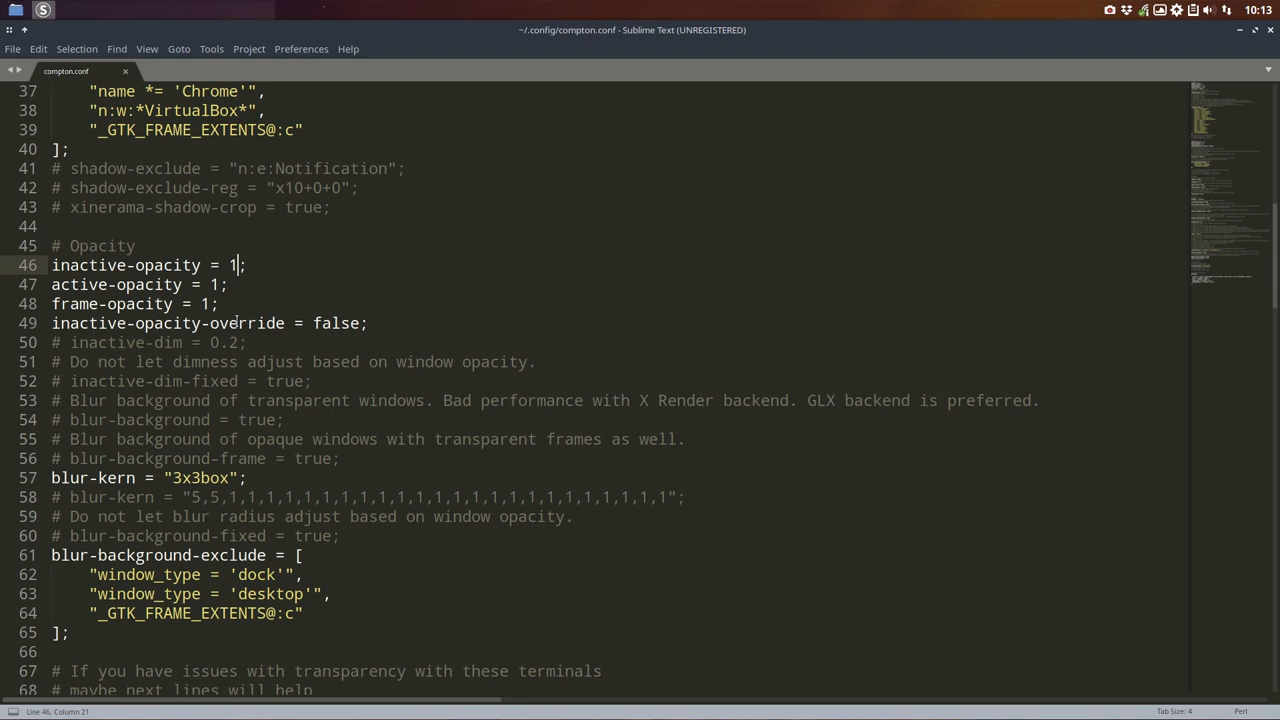 10:13
~/.config/compton.conf - Sublime Text (UNREGISTERED)
File Edit Selection Find View Goto Tools Project Preferences Help
compton.conf
37 "name *= 'Chrome'",
38 "n:w:*VirtualBox*",
39 "_GTK_FRAME_EXTENTS@:c"
40 ];
41 # shadow-exclude = "n:e:Notification";
42 # shadow-exclude-reg = "x10+0+0";
43 # xinerama-shadow-crop = true;
44
45 # Opacity
46 inactive-opacity = 1;
47 active-opacity = 1;
48 frame-opacity = 1;
49 inactive-opacity-override = false;
50 # inactive-dim = 0.2;
51 # Do not let dimness adjust based on window opacity.
52 # inactive-dim-fixed = true;
53 # Blur background of transparent windows. Bad performance with X Render backend. GLX backend is preferred.
54 # blur-background = true;
55 # Blur background of opaque windows with transparent frames as well.
56 # blur-background-frame = true;
57 blur-kern = "3x3box";
58 # blur-kern = "5,5,1,1,1,1,1,1,1,1,1,1,1,1,1,1,1,1,1,1,1,1,1,1,1,1";
59 # Do not let blur radius adjust based on window opacity.
60 # blur-background-fixed = true;
61 blur-background-exclude = [
62 "window_type = 'dock'",
63 "window_type = 'desktop'",
64 "_GTK_FRAME_EXTENTS@:c"
65 ];
66
67 # If you have issues with transparency with these terminals
68 # maybe next lines will help
Line 46, Column 21 Tab Size: 4 Perl